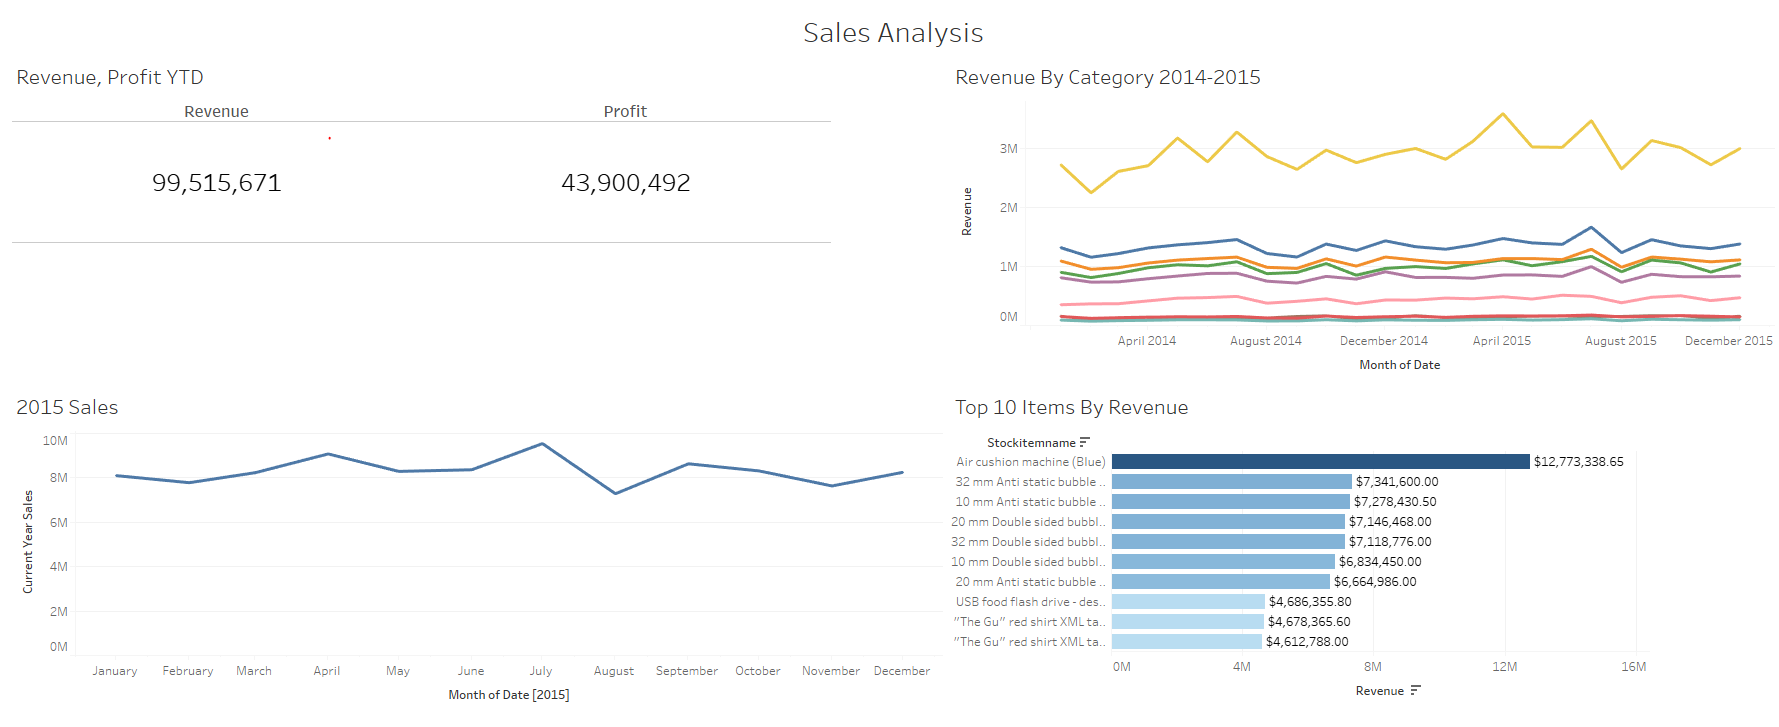 Sales Analysis
Revenue, Profit YTD
Revenue Profit
99,515,671 43,900,492
Revenue By Category 2014-2015
Revenue
3M
2M
1M
0M
April 2014 August 2014 December 2014 April 2015 August 2015 December 2015
Month of Date
2015 Sales
Current Year Sales
10M
8M
6M
4M
2M
0M
January February March April May June July August September October November December
Month of Date [2015]
Top 10 Items By Revenue
Stockitemname
Air cushion machine (Blue) $12,773,338.65
32 mm Anti static bubble .. $7,341,600.00
10 mm Anti static bubble .. $7,278,430.50
20 mm Double sided bubbl.. $7,146,468.00
32 mm Double sided bubbl.. $7,118,776.00
10 mm Double sided bubbl.. $6,834,450.00
20 mm Anti static bubble .. $6,664,986.00
USB food flash drive - des.. $4,686,355.80
"The Gu" red shirt XML ta.. $4,678,365.60
"The Gu" red shirt XML ta.. $4,612,788.00
0M 4M 8M 12M 16M
Revenue